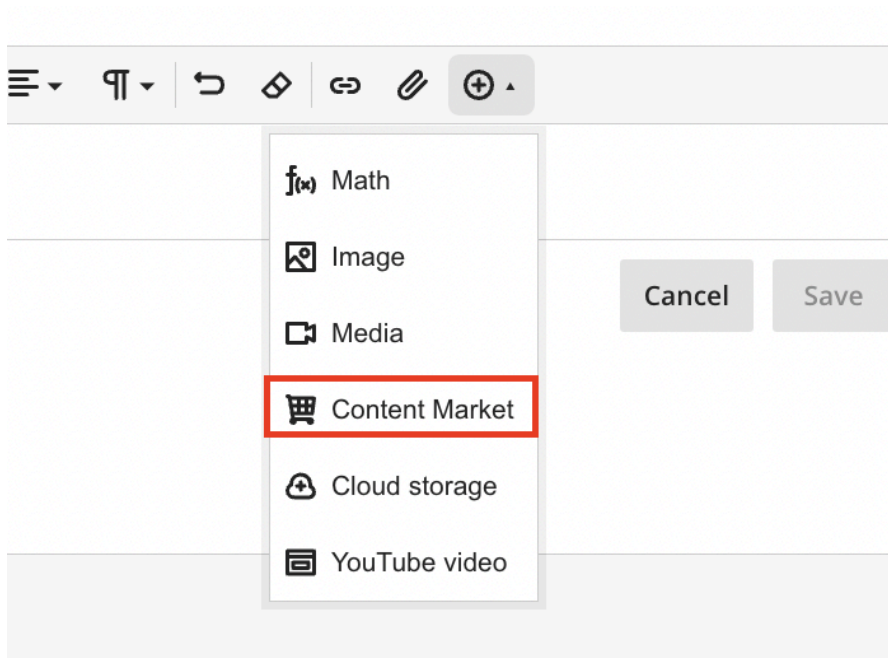 Math
Image
Media
Content Market
Cloud storage
YouTube video
Cancel
Save